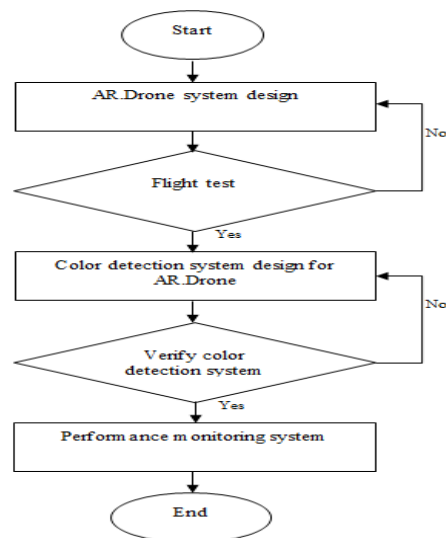 Start
AR.Drone system design
No
Flight test
Yes
Color detection system design for
AR.Drone
No
Verify color
detection system
Yes
Performance monitoring system
End